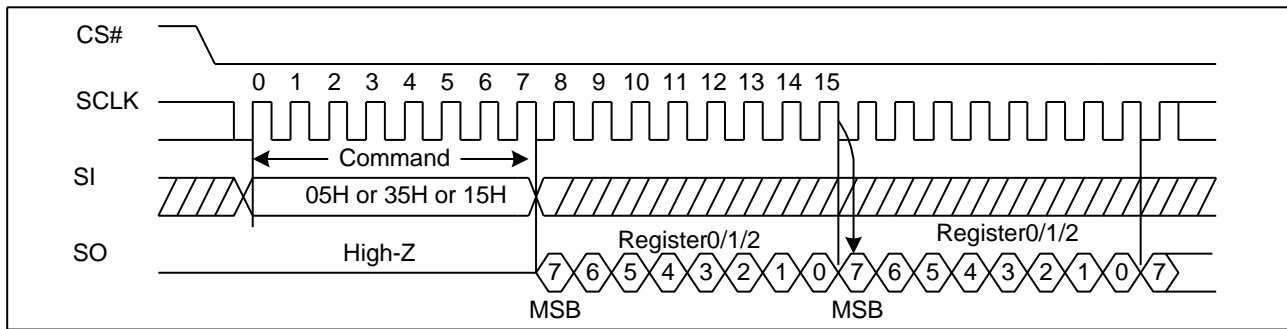 CS#
0 1 2 3 4 5 6 7 8 9 10 11 12 13 14 15
SCLK
Command
SI
05H or 35H or 15H
Register0/1/2 Register0/1/2
SO High-Z
7 6 5 4 3 2 1 0 7 6 5 4 3 2 1 0 7
MSB MSB